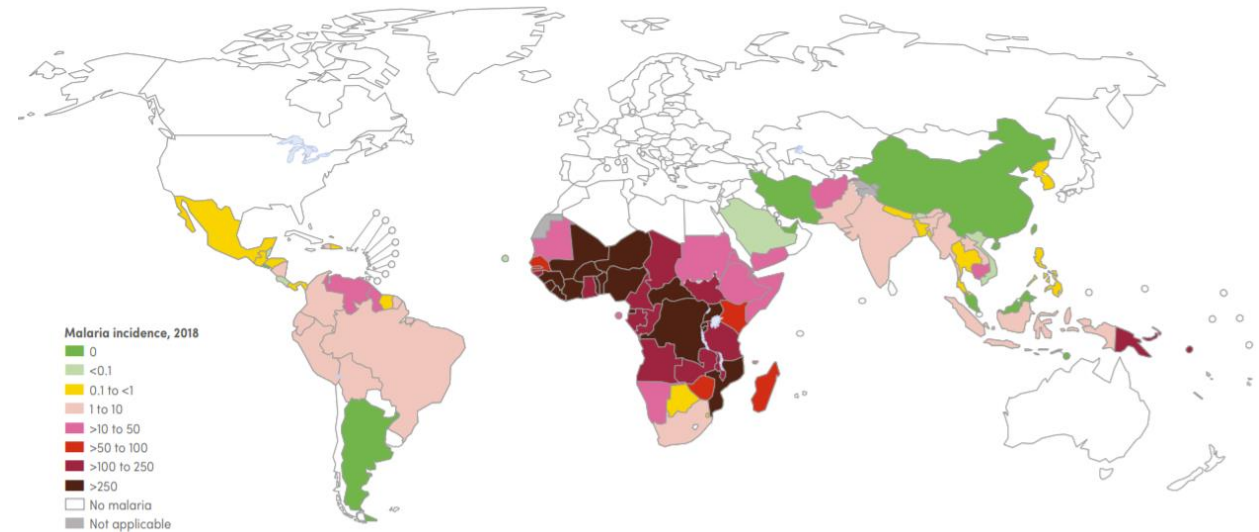 Malaria incidence, 2018
0
<0.1
0.1 to <1
1 to 10
>10 to 50
>50 to 100
>100 to 250
>250
No malaria
Not applicable